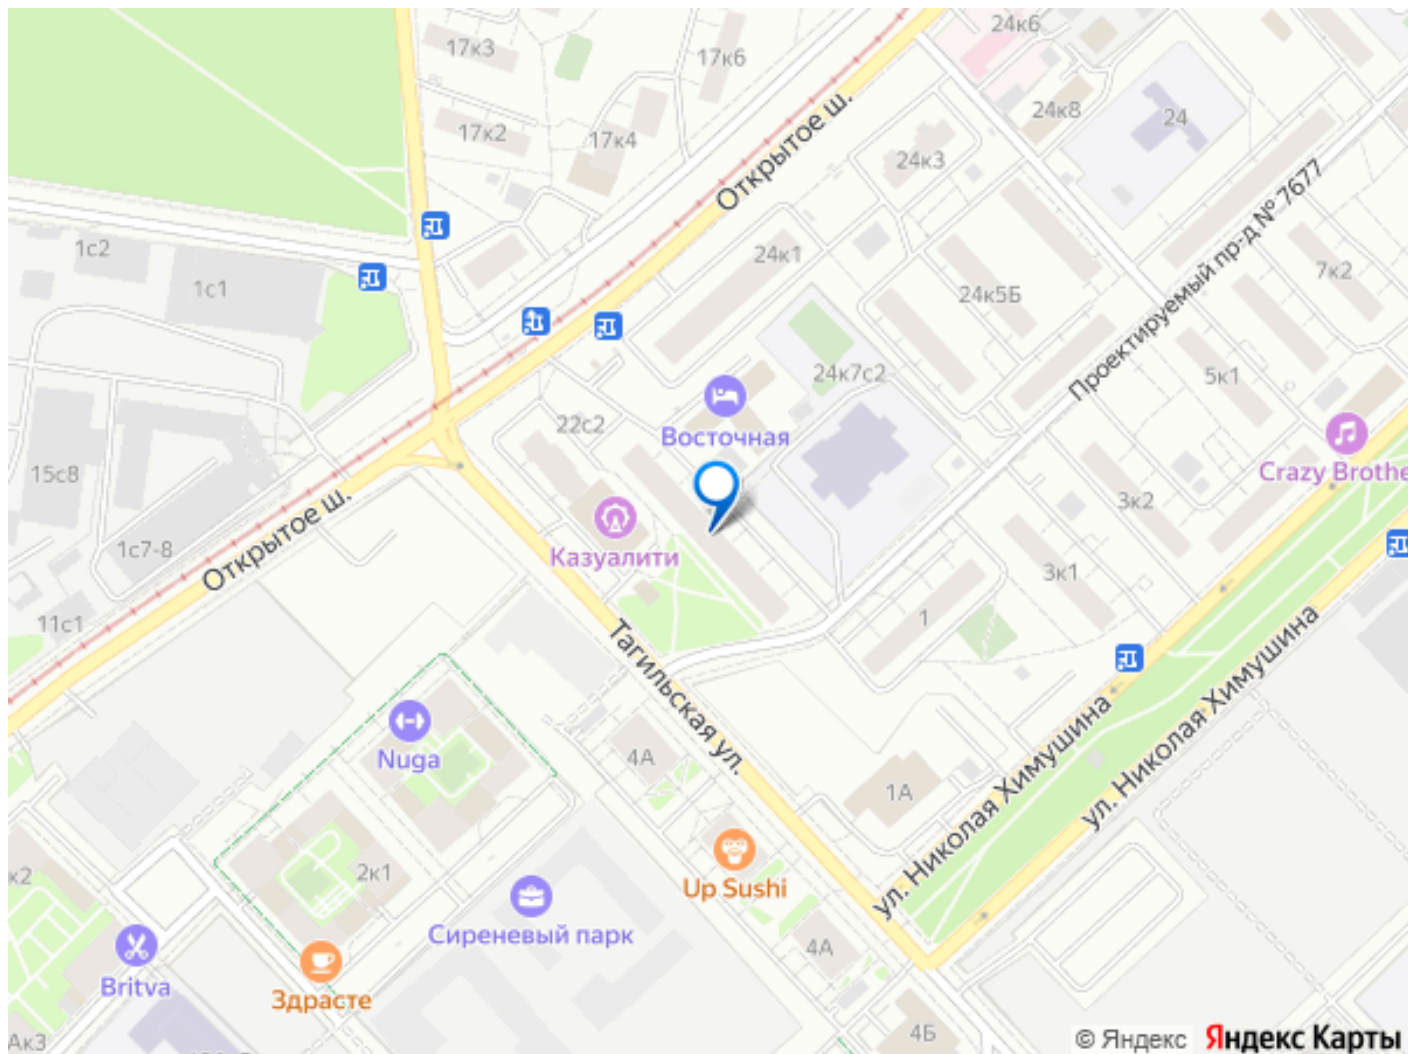 24к6
17к3
17к6
24к8
24
17к2
17к4
Открытое ш.
24к3
1с2
24к1
Проектируемый пр-д № 7677
7к2
1с1
24к5Б
24к7с2
5к1
22с2
Восточная
Crazy Brothe
15с8
3к2
Открытое ш.
1с7-8
Казуалити
3к1
11с1
1
Тагильская ул.
ул. Николая Химушина
Nuga
4А
ул. Николая Химушина
1А
2к1
Up Sushi
к2
Сиреневый парк
4А
Britva
Здрасте
4Б
Ак3
© Яндекс Яндекс Карты